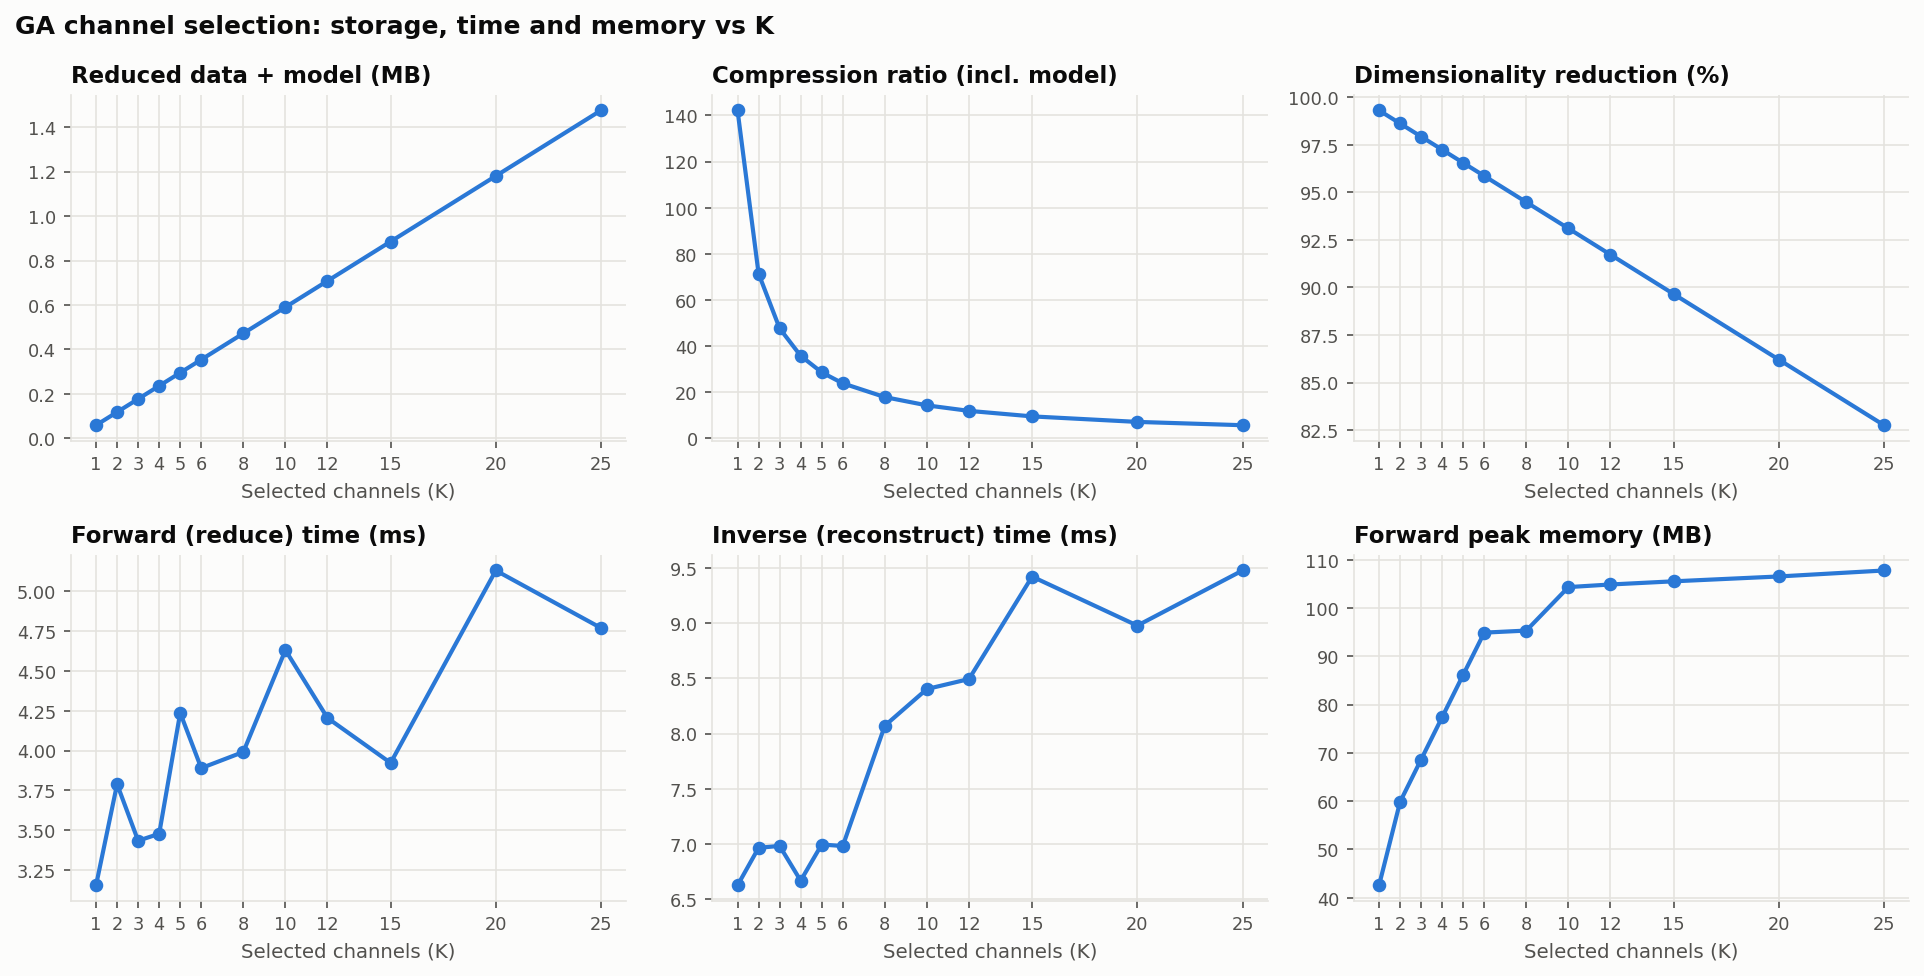 GA channel selection: storage, time and memory vs K
Reduced data + model (MB)
1.4
1.2
1.0
0.8
0.6
0.4
0.2
0.0
1 2 3 4 5 6 8 10 12 15 20 25
Selected channels (K)
Compression ratio (incl. model)
140
120
100
80
60
40
20
0
1 2 3 4 5 6 8 10 12 15 20 25
Selected channels (K)
Dimensionality reduction (%)
100.0
97.5
95.0
92.5
90.0
87.5
85.0
82.5
1 2 3 4 5 6 8 10 12 15 20 25
Selected channels (K)
Forward (reduce) time (ms)
5.00
4.75
4.50
4.25
4.00
3.75
3.50
3.25
1 2 3 4 5 6 8 10 12 15 20 25
Selected channels (K)
Inverse (reconstruct) time (ms)
9.5
9.0
8.5
8.0
7.5
7.0
6.5
1 2 3 4 5 6 8 10 12 15 20 25
Selected channels (K)
Forward peak memory (MB)
110
100
90
80
70
60
50
40
1 2 3 4 5 6 8 10 12 15 20 25
Selected channels (K)